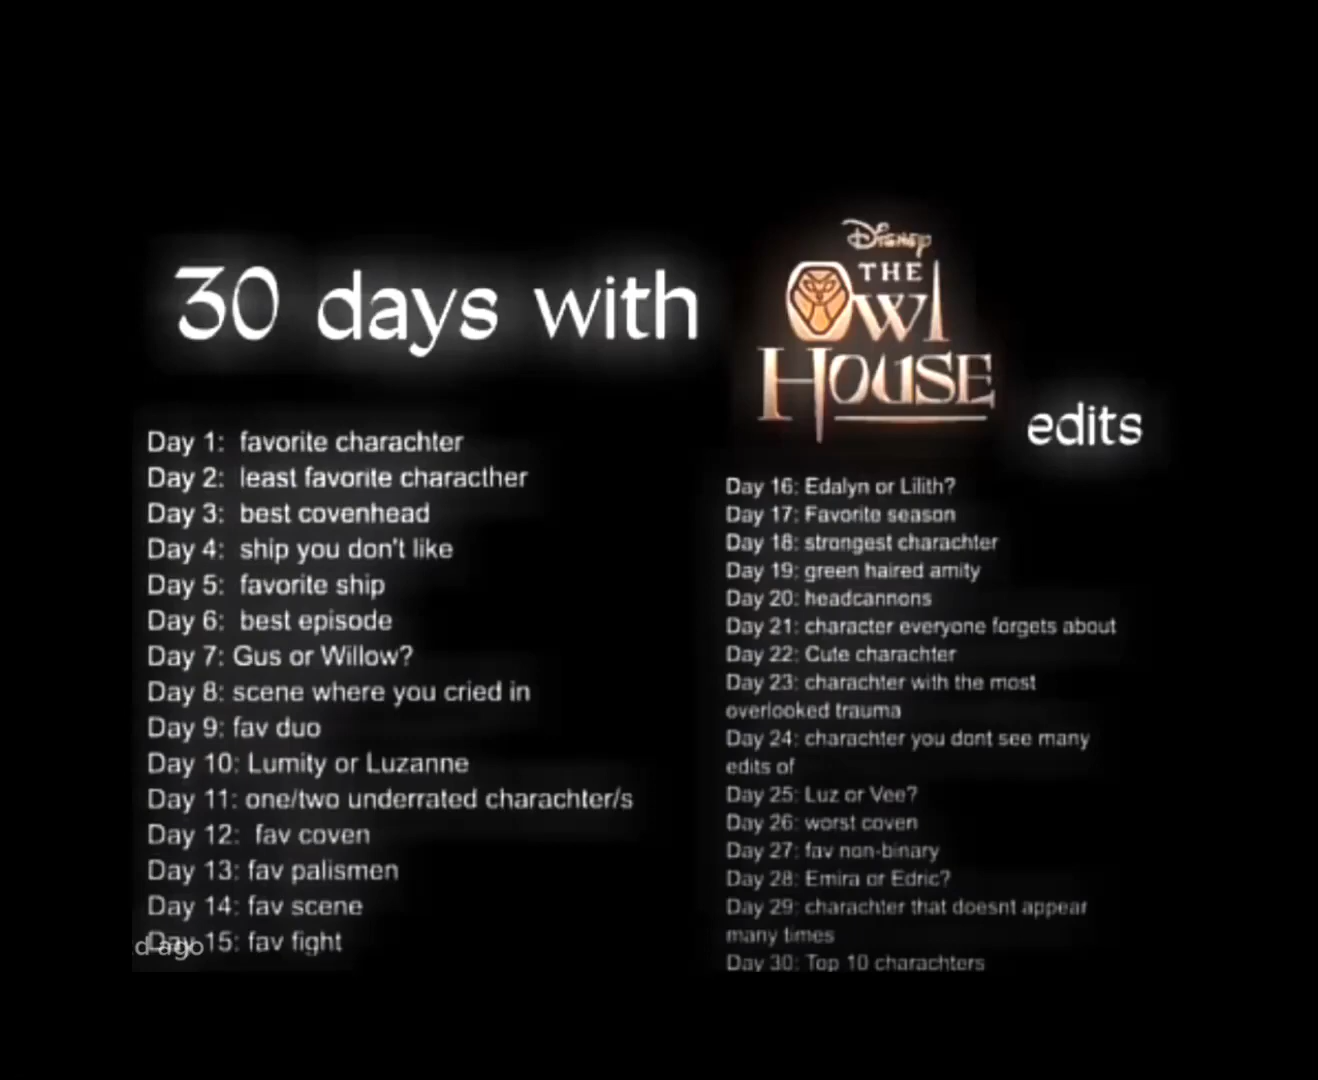 30 days with
Disney
THE
Owl
HOUSE
edits
Day 1: favorite charachter
Day 2: least favorite characther
Day 3: best covenhead
Day 4: ship you don't like
Day 5: favorite ship
Day 6: best episode
Day 7: Gus or Willow?
Day 8: scene where you cried in
Day 9: fav duo
Day 10: Lumity or Luzanne
Day 11: one/two underrated charachter/s
Day 12: fav coven
Day 13: fav palismen
Day 14: fav scene
Day 15: fav fight
d ago
Day 16: Edalyn or Lilith?
Day 17: Favorite season
Day 18: strongest charachter
Day 19: green haired amity
Day 20: headcannons
Day 21: character everyone forgets about
Day 22: Cute charachter
Day 23: charachter with the most
overlooked trauma
Day 24: charachter you dont see many
edits of
Day 25: Luz or Vee?
Day 26: worst coven
Day 27: fav non-binary
Day 28: Emira or Edric?
Day 29: charachter that doesnt appear
many times
Day 30: Top 10 charachters